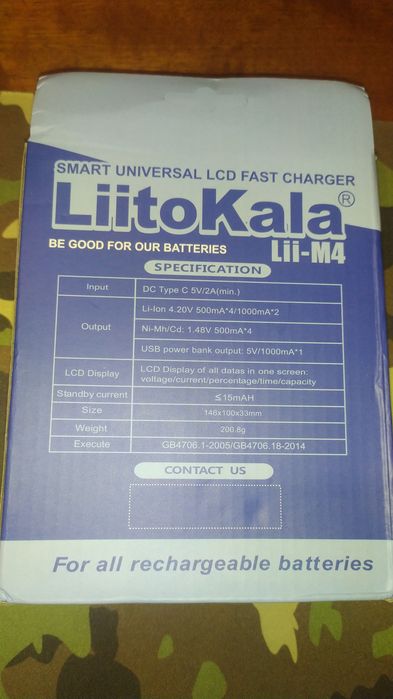 SMART UNIVERSAL LCD FAST CHARGER
LiitoKala®
BE GOOD FOR OUR BATTERIES Lii-M4
SPECIFICATION
Input DC Type C 5V/2A(min.)
Output Li-Ion 4.20V 500mA*4/1000mA*2
Ni-Mh/Cd: 1.48V 500mA*4
USB power bank output: 5V/1000mA*1
LCD Display LCD Display of all datas in one screen:
voltage/current/percentage/time/capacity
Standby current ≤15mAH
Size 146x100x33mm
Weight 200.8g
Execute GB4706.1-2005/GB4706.18-2014
CONTACT US
For all rechargeable batteries